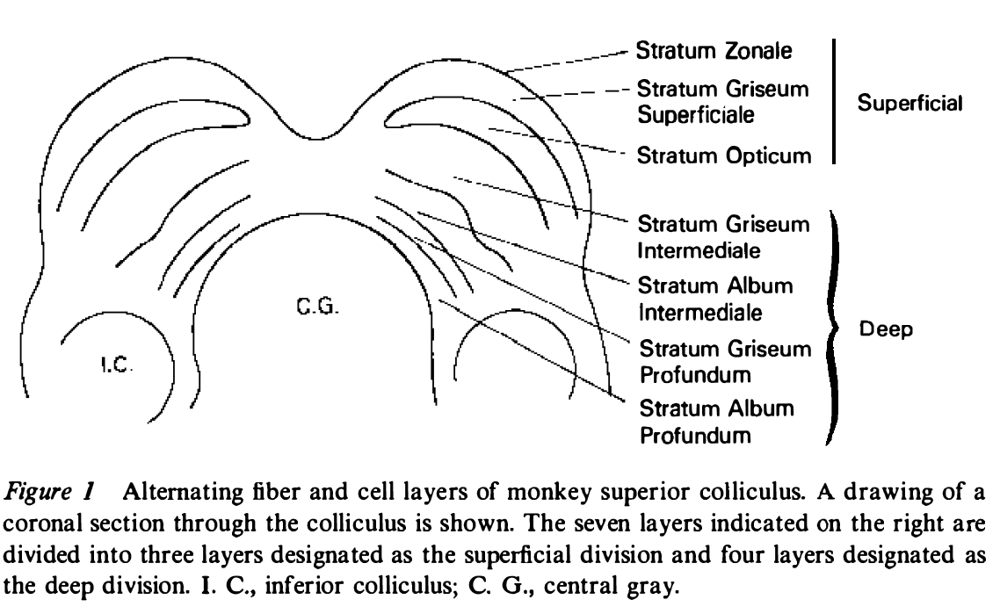 Stratum Zonale
Stratum Griseum
Superficiale
Stratum Opticum
Superficial
Stratum Griseum
Intermediale
Stratum Album
Intermediale
Stratum Griseum
Profundum
Stratum Album
Profundum
Deep
C.G.
I.C.
Figure 1 Alternating fiber and cell layers of monkey superior colliculus. A drawing of a
coronal section through the colliculus is shown. The seven layers indicated on the right are
divided into three layers designated as the superficial division and four layers designated as
the deep division. I. C., inferior colliculus; C. G., central gray.